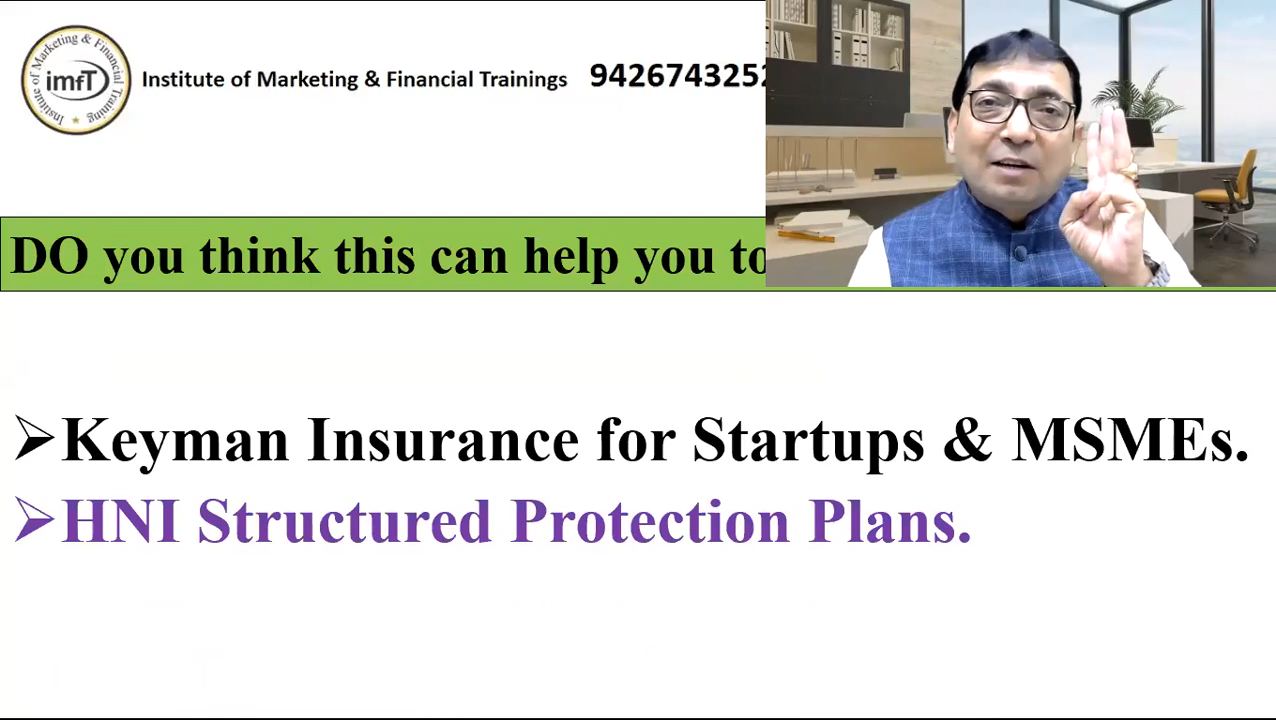 Institute of Marketing & Financial Training
imfT
Institute of Marketing & Financial Trainings 9426743252
DO you think this can help you to
➢Keyman Insurance for Startups & MSMEs.
➢HNI Structured Protection Plans.